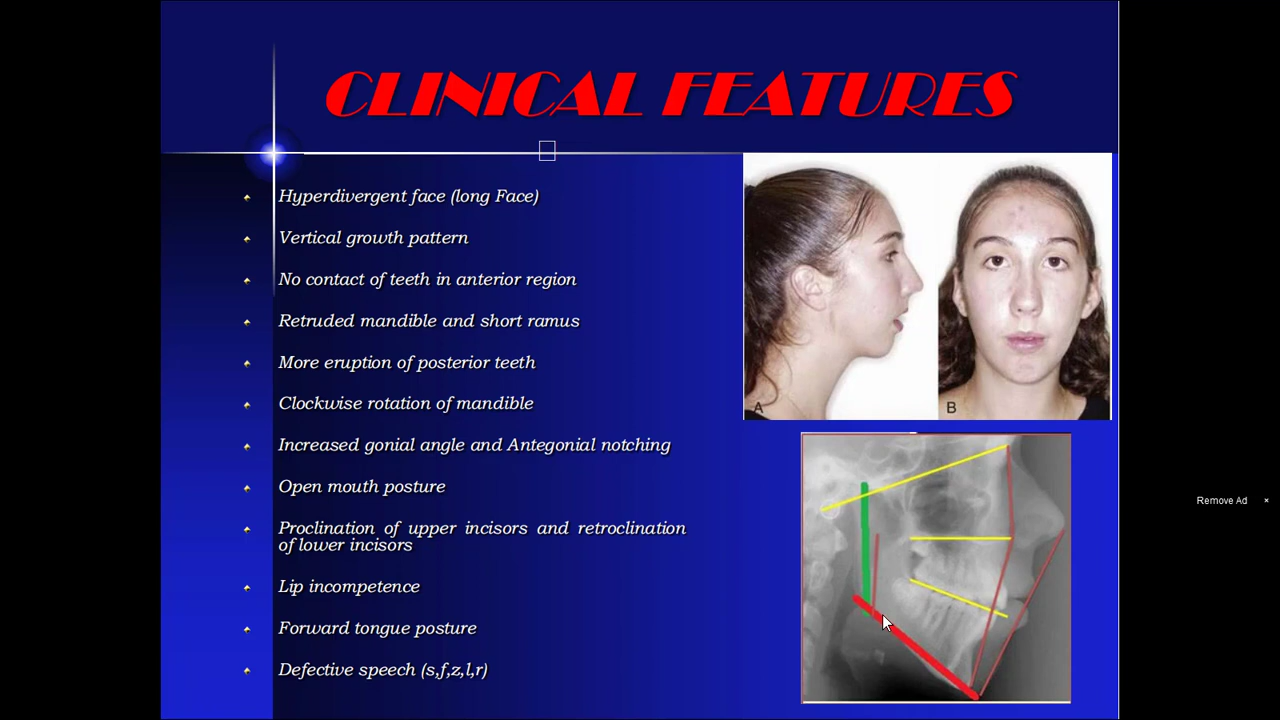 CLINICAL FEATURES
Hyperdivergent face (long Face)
Vertical growth pattern
No contact of teeth in anterior region
Retruded mandible and short ramus
More eruption of posterior teeth
Clockwise rotation of mandible
Increased gonial angle and Antegonial notching
Open mouth posture
Proclination of upper incisors and retroclination
of lower incisors
Lip incompetence
Forward tongue posture
Defective speech (s,f,z,l,r)
A
B
Remove Ad ×